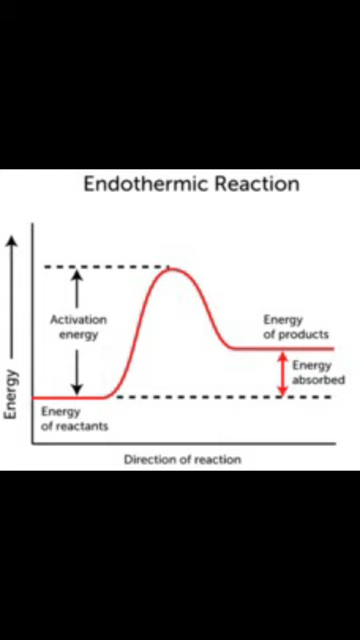 Endothermic Reaction
Activation
energy
Energy
of products
Energy
absorbed
Energy
Energy
of reactants
Direction of reaction